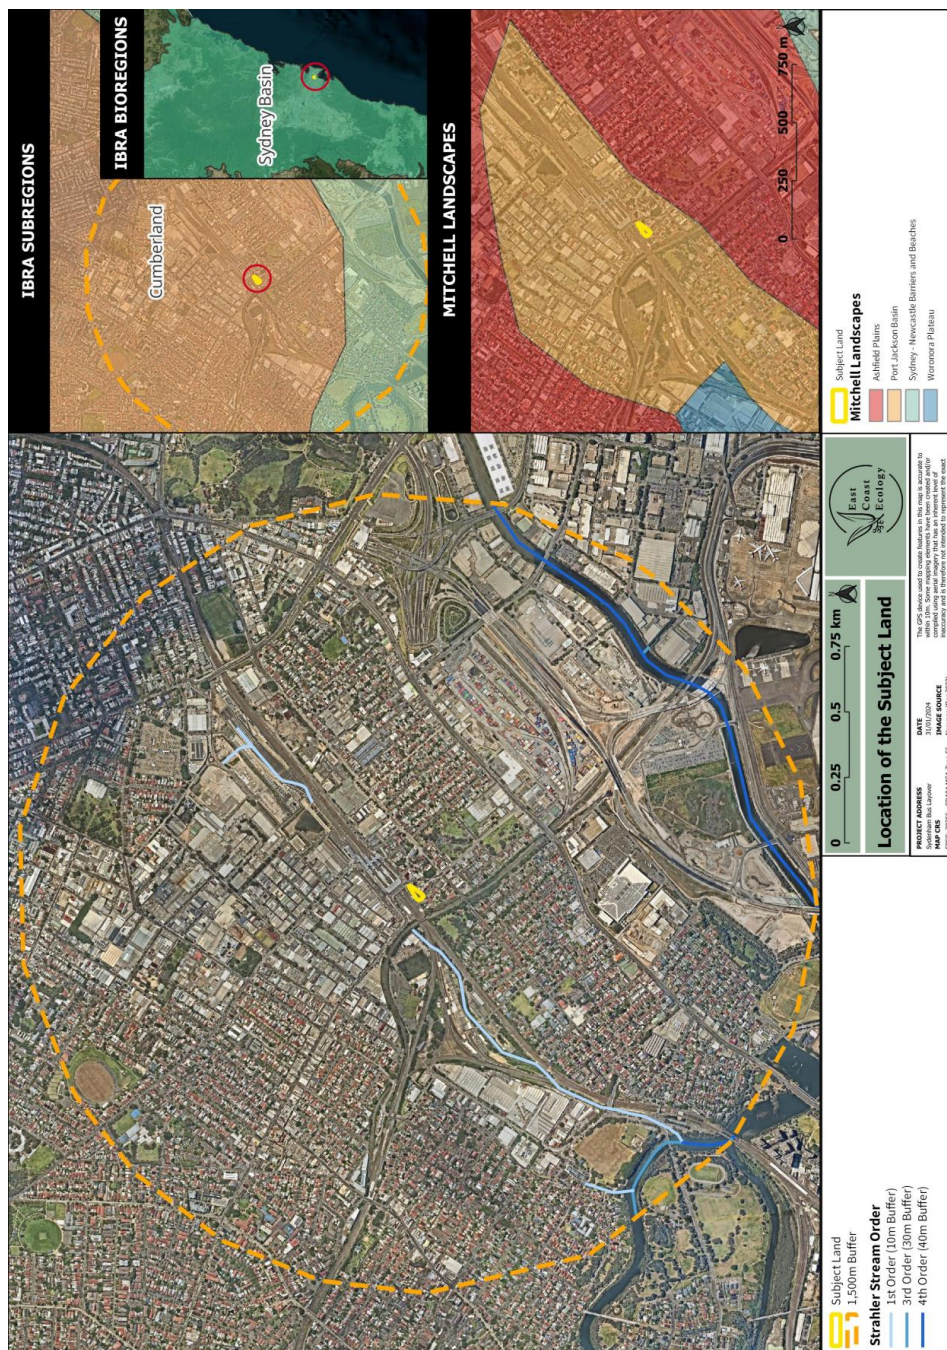 IBRA SUBREGIONS
Cumberland
IBRA BIOREGIONS
Sydney Basin
MITCHELL LANDSCAPES
0 250 500 750 m
Subject Land
1,500m Buffer
Strahler Stream Order
1st Order (10m Buffer)
3rd Order (30m Buffer)
4th Order (40m Buffer)
0 0.25 0.5 0.75 km
N
Location of the Subject Land
East
Coast
Ecology
PROJECT ADDRESS
Sydenham Bus Layover
MAP CRS
DATE
31/01/2024
IMAGE SOURCE
The GPS device used to create features in this map is accurate to
within 10m. Some mapping elements have been created and/or
compiled using aerial imagery that has an inherent level of
inaccuracy and is therefore not intended to represent the exact
Subject Land
Mitchell Landscapes
Ashfield Plains
Port Jackson Basin
Sydney - Newcastle Barriers and Beaches
Woronora Plateau